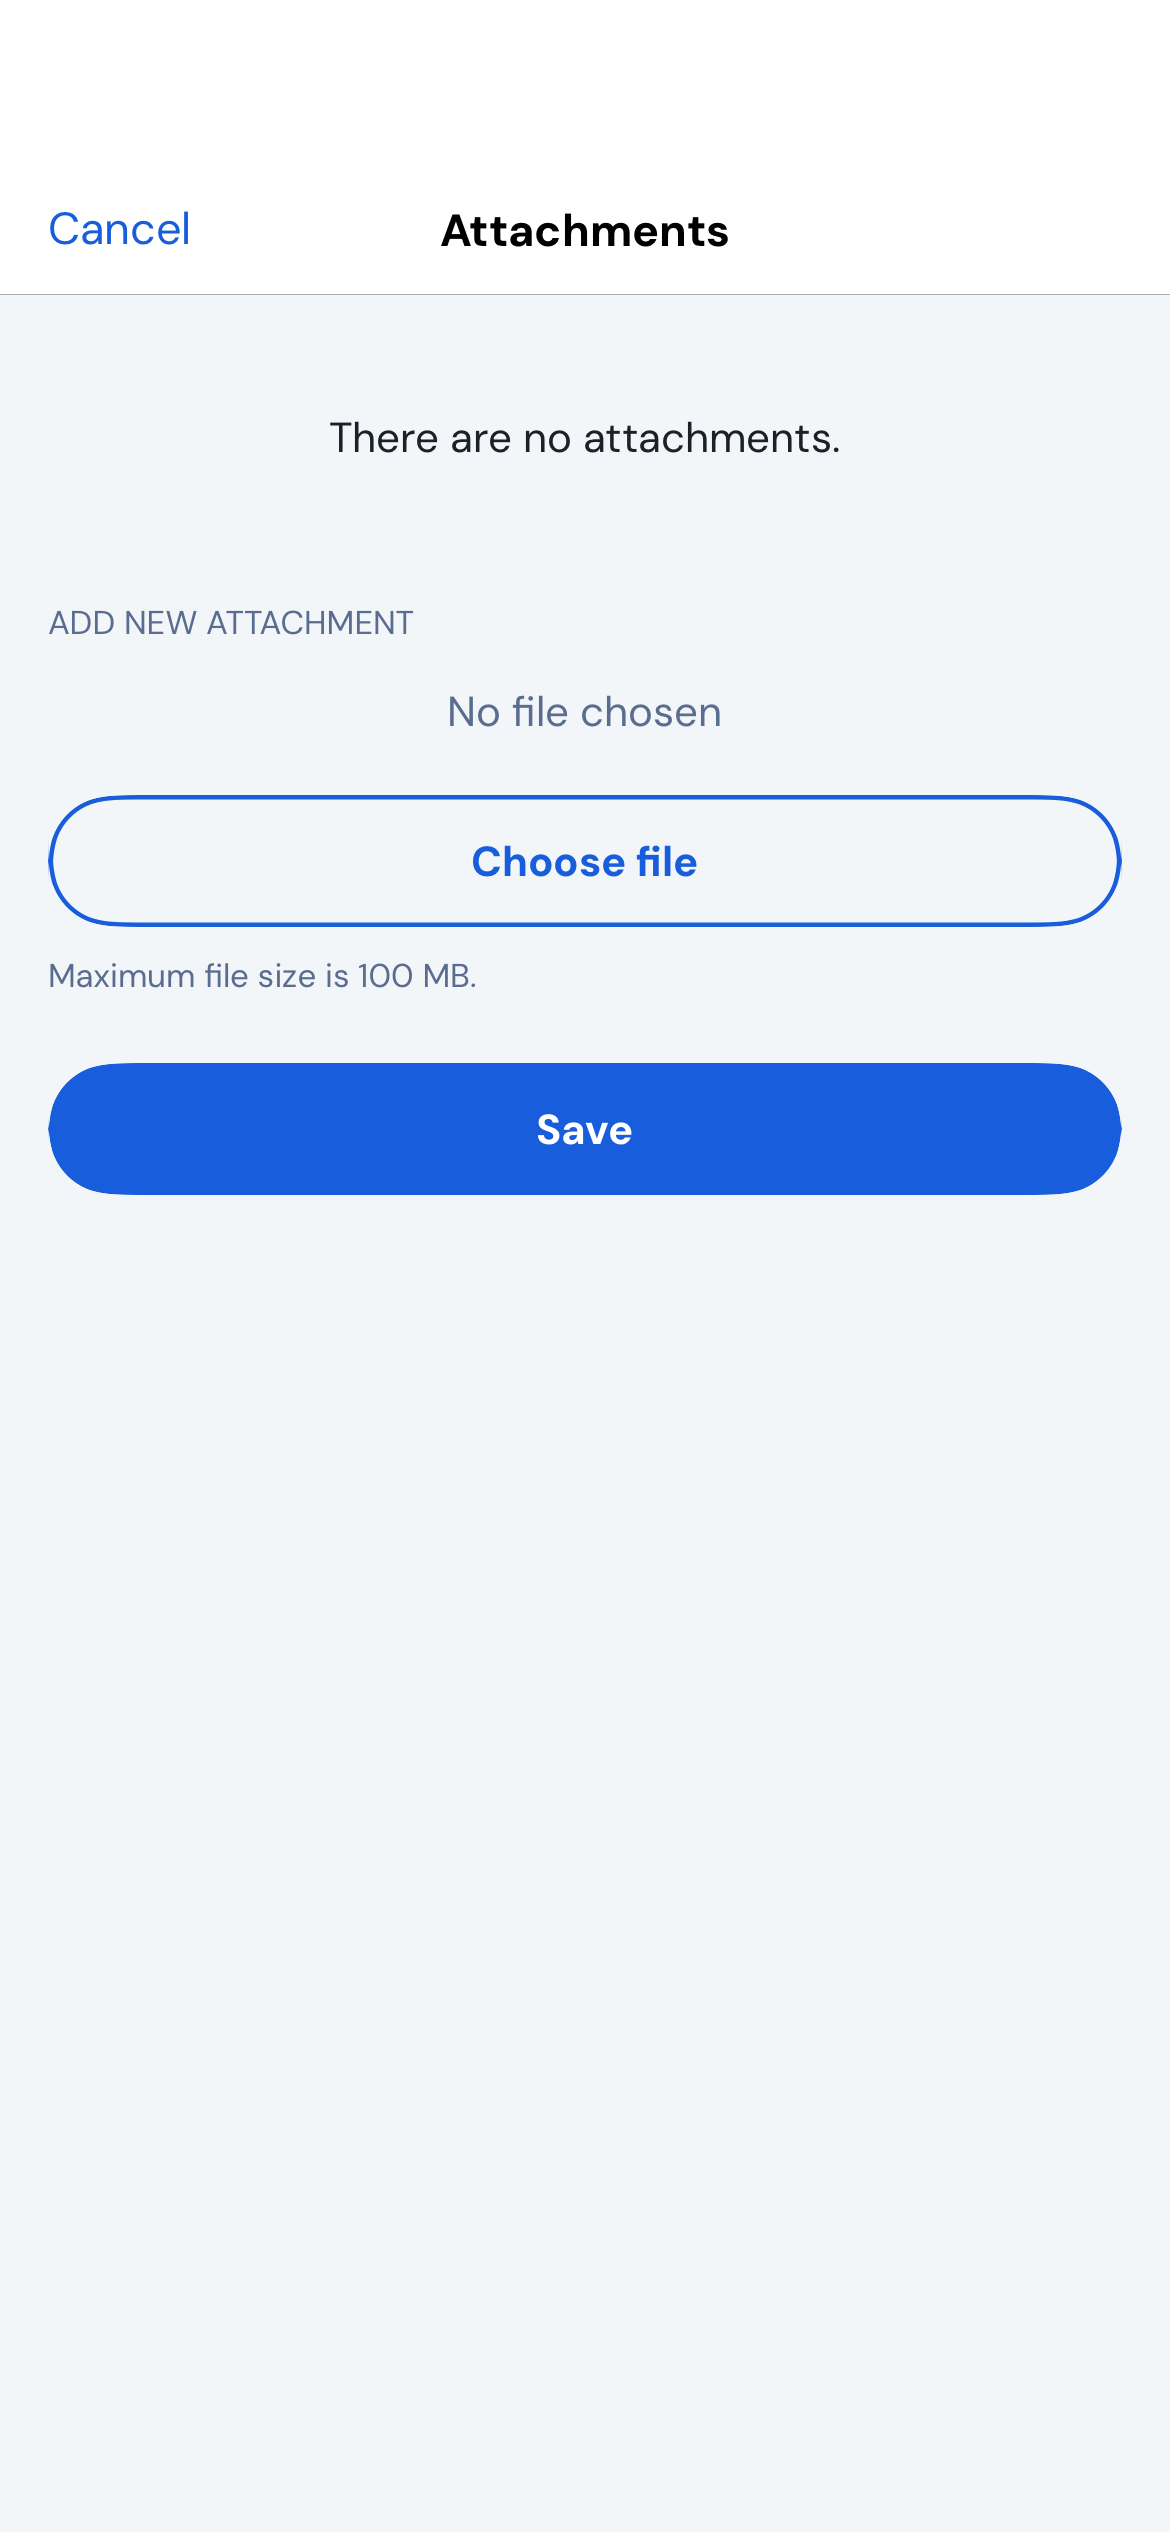 Cancel
Attachments
There are no attachments.
ADD NEW ATTACHMENT
No file chosen
Choose file
Maximum file size is 100 MB.
Save